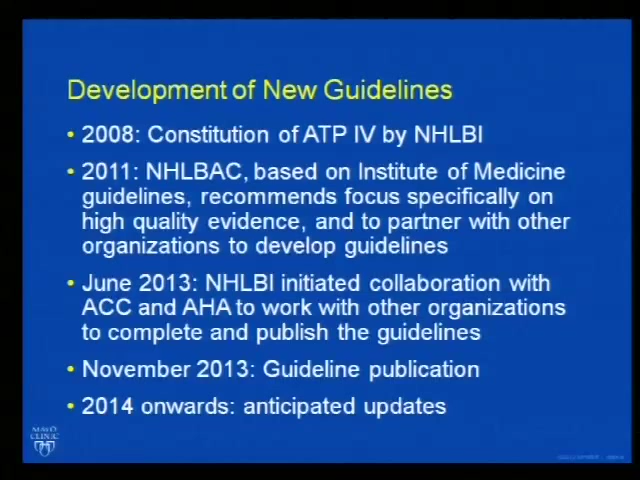 Development of New Guidelines
• 2008: Constitution of ATP IV by NHLBI
• 2011: NHLBAC, based on Institute of Medicine
guidelines, recommends focus specifically on
high quality evidence, and to partner with other
organizations to develop guidelines
• June 2013: NHLBI initiated collaboration with
ACC and AHA to work with other organizations
to complete and publish the guidelines
• November 2013: Guideline publication
• 2014 onwards: anticipated updates
MAYO
CLINIC